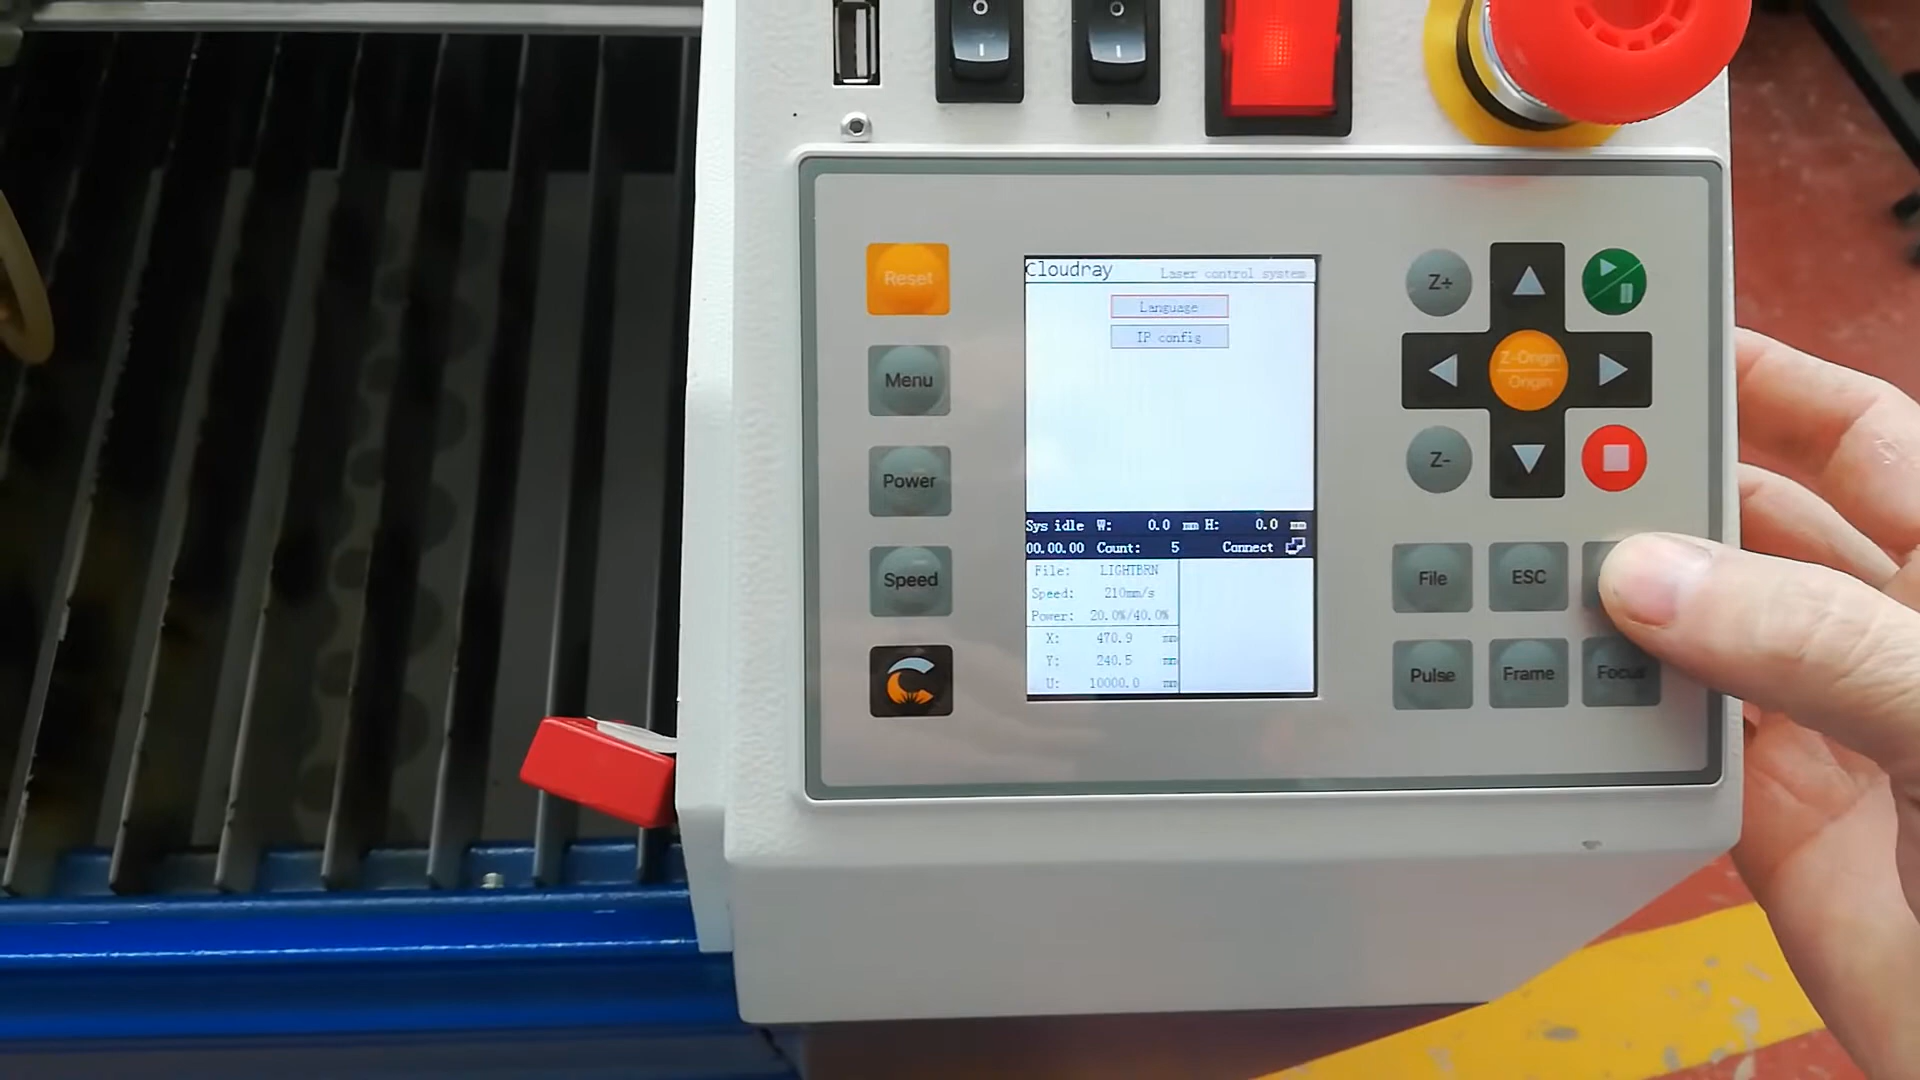 Reset
Menu
Power
Speed
Cloudray Laser control system
Language
IP config
Sys idle W: 0.0 mm H: 0.0 mm
00.00.00 Count: 5 Connect
File: LIGHTBRN
Speed: 210mm/s
Power: 20.0%/40.0%
X: 470.9 mm
Y: 240.5 mm
U: 10000.0 mm
Z+
Z-Origin
Origin
Z-
File ESC
Pulse Frame Focus